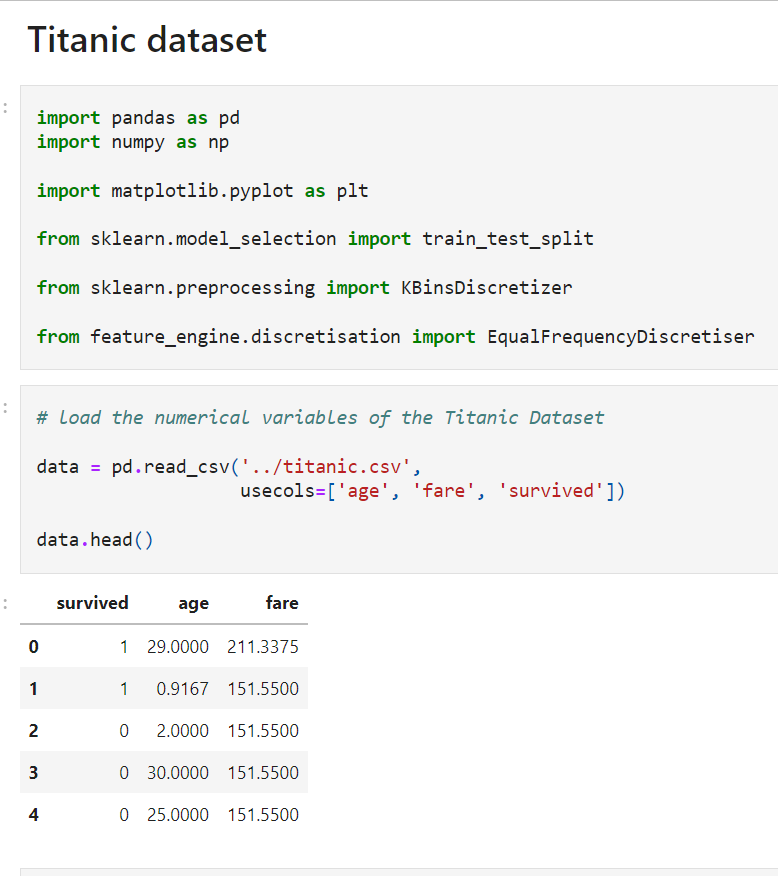 Titanic dataset
:
import pandas as pd
import numpy as np
import matplotlib.pyplot as plt
from sklearn.model_selection import train_test_split
from sklearn.preprocessing import KBinsDiscretizer
from feature_engine.discretisation import EqualFrequencyDiscretiser
:
# load the numerical variables of the Titanic Dataset
data = pd.read_csv('../titanic.csv',
usecols=['age', 'fare', 'survived'])
data.head()
:
survived age fare
0 1 29.0000 211.3375
1 1 0.9167 151.5500
2 0 2.0000 151.5500
3 0 30.0000 151.5500
4 0 25.0000 151.5500